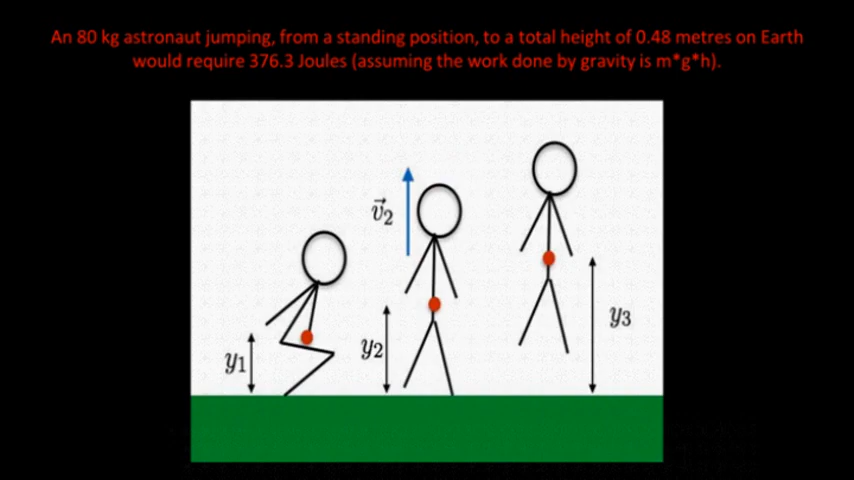 An 80 kg astronaut jumping, from a standing position, to a total height of 0.48 metres on Earth
would require 376.3 Joules (assuming the work done by gravity is m*g*h).
v⃗2
y1
y2
y3